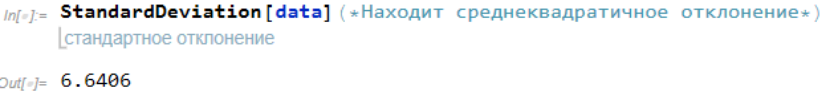 In[∘]:= StandardDeviation[data] (*Находит среднеквадратичное отклонение*)
стандартное отклонение
Out[∘]= 6.6406